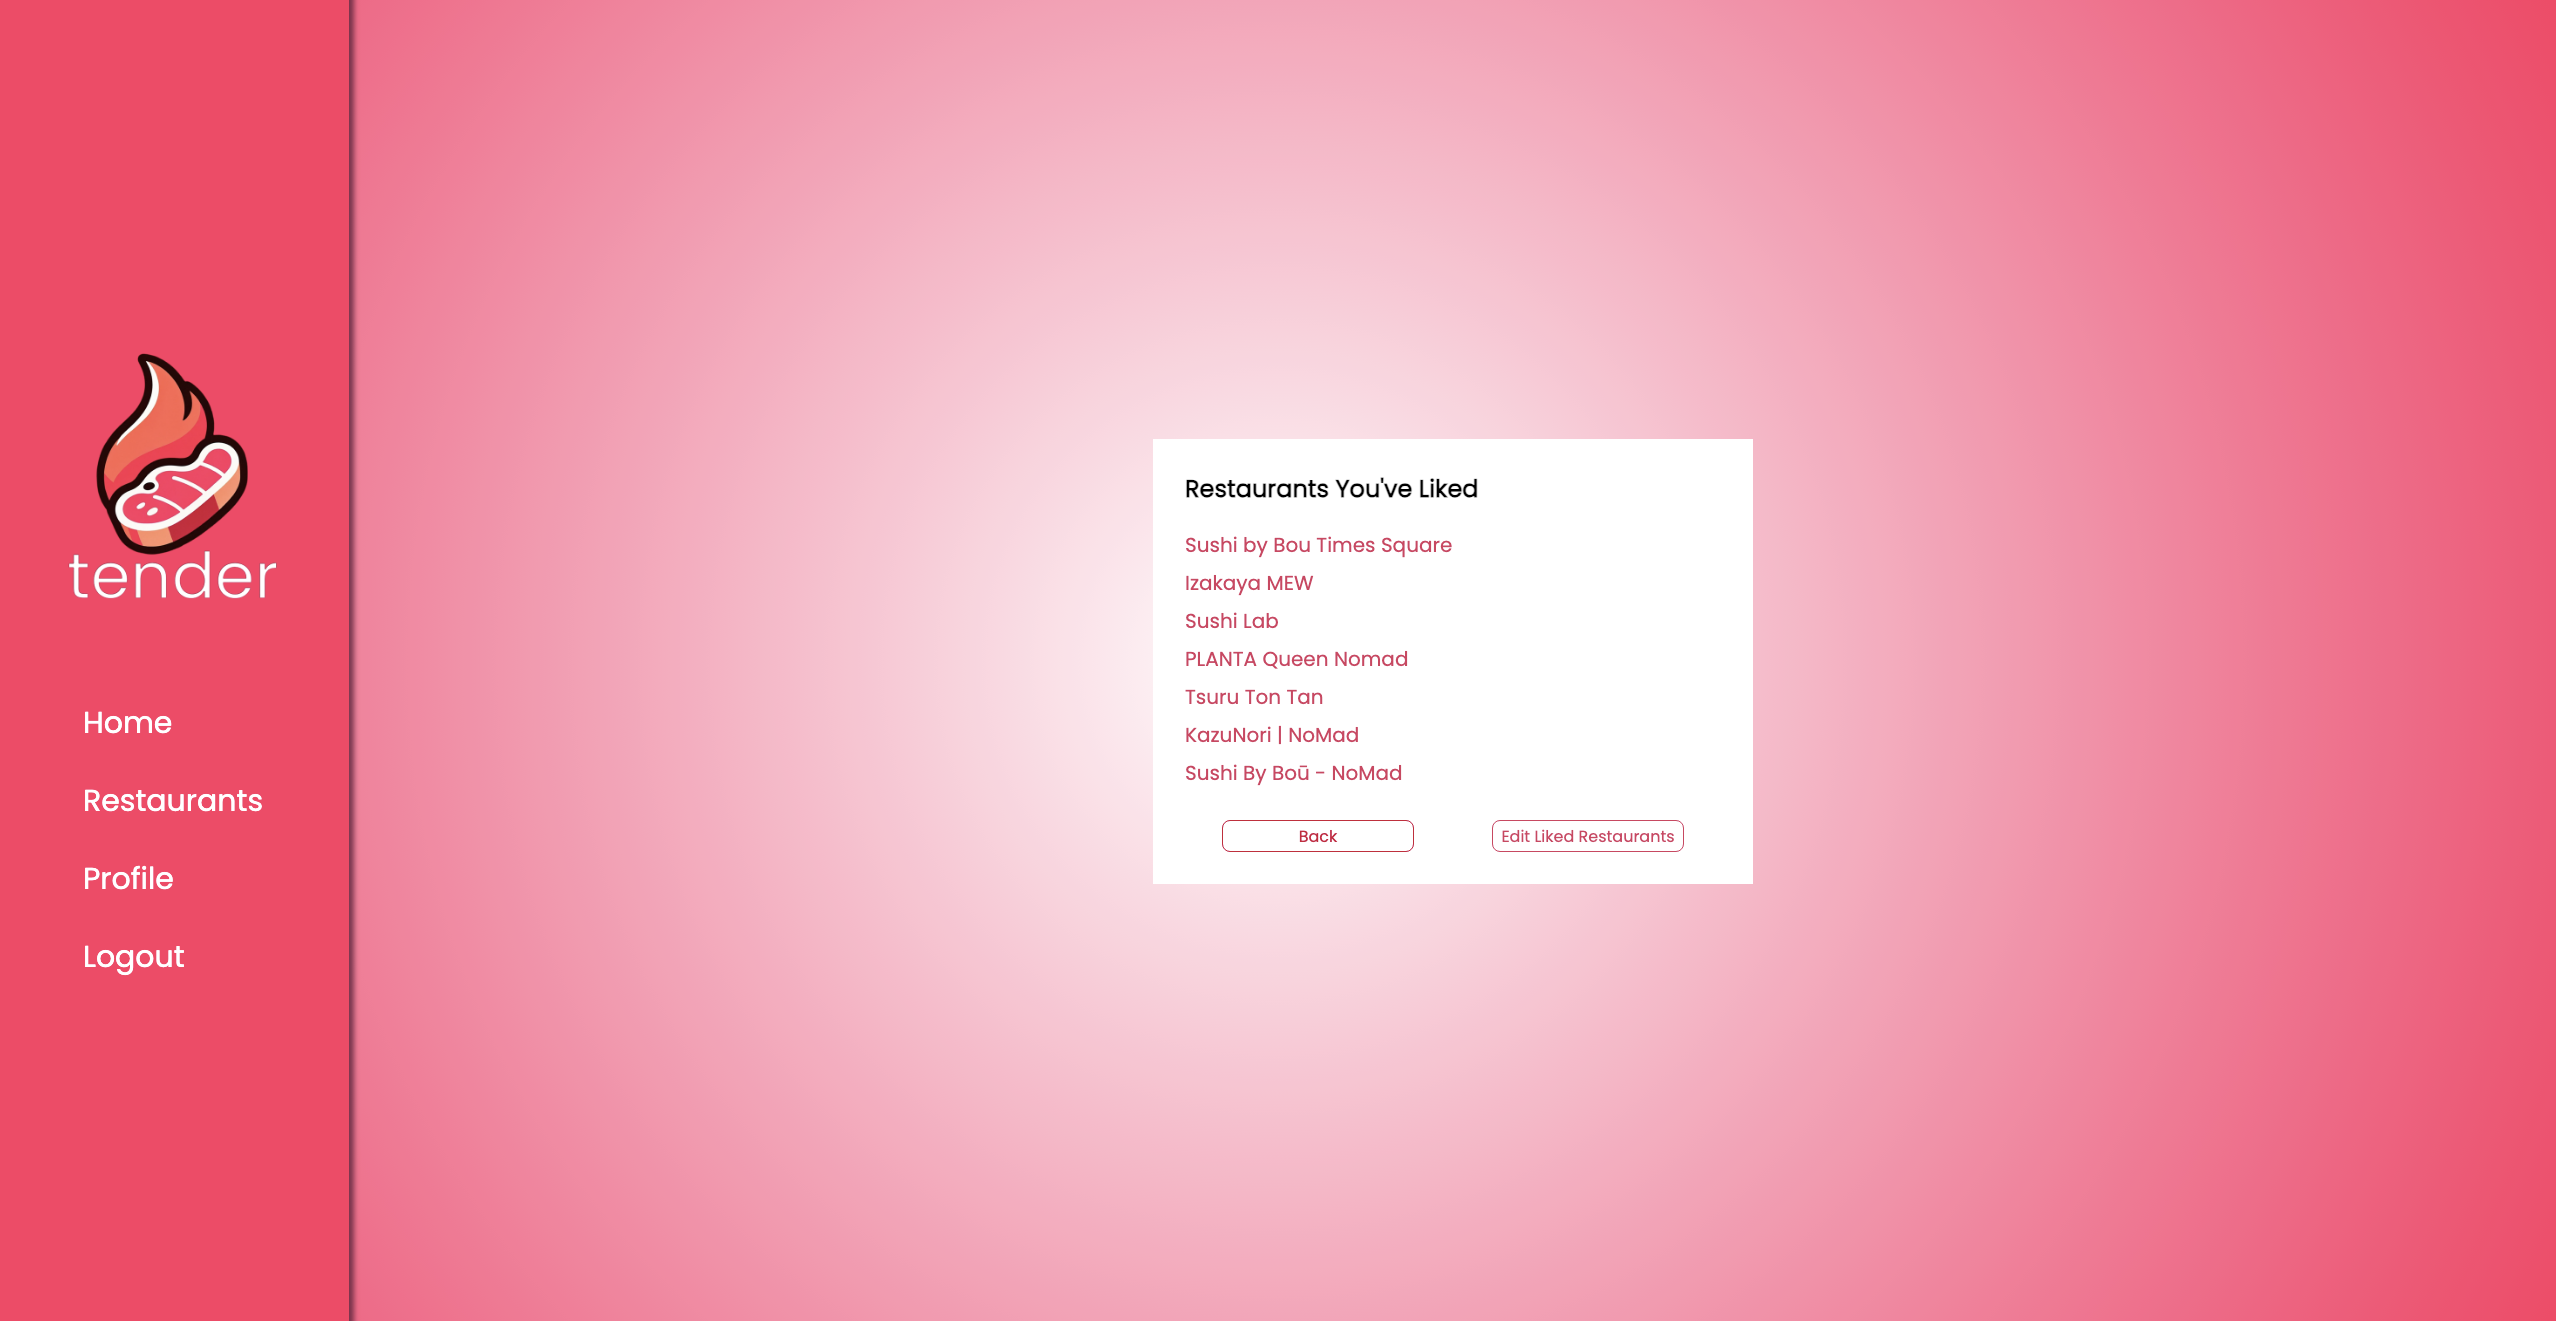 tender
Home
Restaurants
Profile
Logout
Restaurants You've Liked
Sushi by Bou Times Square
Izakaya MEW
Sushi Lab
PLANTA Queen Nomad
Tsuru Ton Tan
KazuNori | NoMad
Sushi By Boū - NoMad
Back
Edit Liked Restaurants